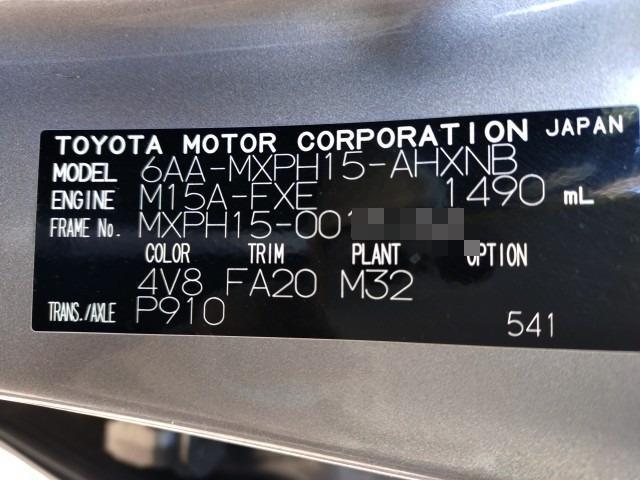 TOYOTA MOTOR CORPORATION JAPAN
MODEL 6AA-MXPH15-AHXNB
ENGINE M15A-FXE 1490 mL
FRAME No. MXPH15-001
COLOR TRIM PLANT OPTION
4V8 FA20 M32
TRANS./AXLE P910
541